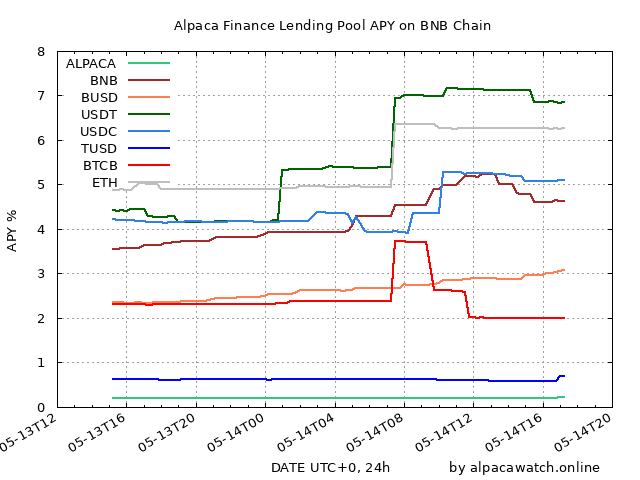 Alpaca Finance Lending Pool APY on BNB Chain
8
7
6
5
4
3
2
1
0
APY %
ALPACA
BNB
BUSD
USDT
USDC
TUSD
BTCB
ETH
05-13T12
05-13T16
05-13T20
05-14T00
05-14T04
05-14T08
05-14T12
05-14T16
05-14T20
DATE UTC+0, 24h
by alpacawatch.online